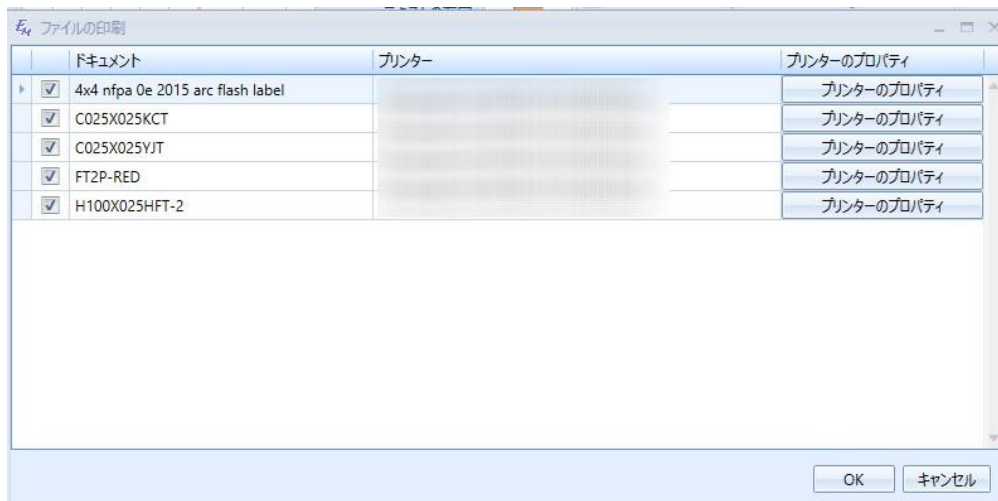 EM ファイルの印刷
ドキュメント プリンター プリンターのプロパティ
4x4 nfpa 0e 2015 arc flash label プリンターのプロパティ
C025X025KCT プリンターのプロパティ
C025X025YJT プリンターのプロパティ
FT2P-RED プリンターのプロパティ
H100X025HFT-2 プリンターのプロパティ
OK キャンセル